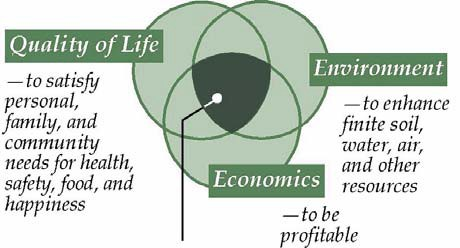 Quality of Life
—to satisfy
personal,
family, and
community
needs for health,
safety, food, and
happiness
Environment
—to enhance
finite soil,
water, air,
and other
resources
Economics
—to be
profitable